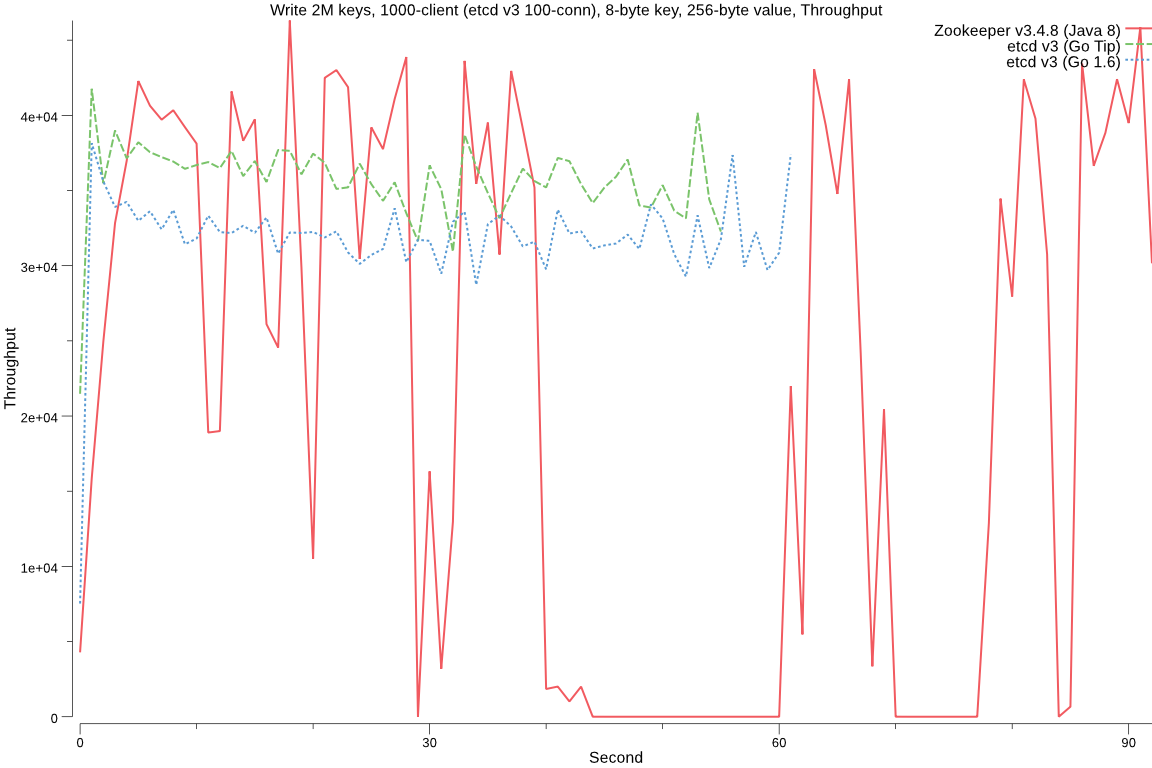 Write 2M keys, 1000-client (etcd v3 100-conn), 8-byte key, 256-byte value, Throughput
Zookeeper v3.4.8 (Java 8)
etcd v3 (Go Tip)
etcd v3 (Go 1.6)
4e+04
3e+04
2e+04
1e+04
0
Throughput
0 30 60 90
Second